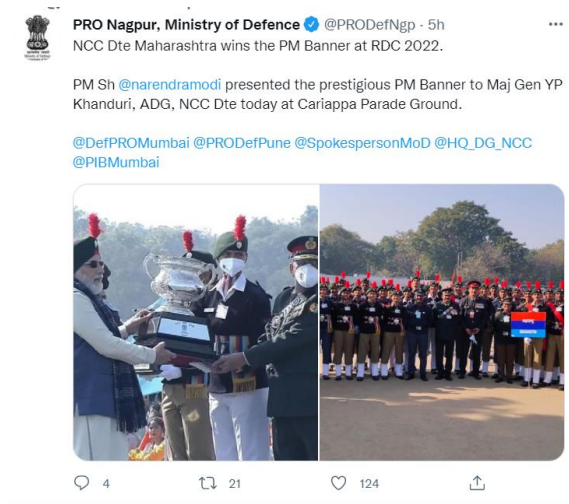 PRO Nagpur, Ministry of Defence @PRODefNgp · 5h
NCC Dte Maharashtra wins the PM Banner at RDC 2022.
PM Sh @narendramodi presented the prestigious PM Banner to Maj Gen YP
Khanduri, ADG, NCC Dte today at Cariappa Parade Ground.
@DefPROMumbai @PRODefPune @SpokespersonMoD @HQ_DG_NCC
@PIBMumbai
4 21 124